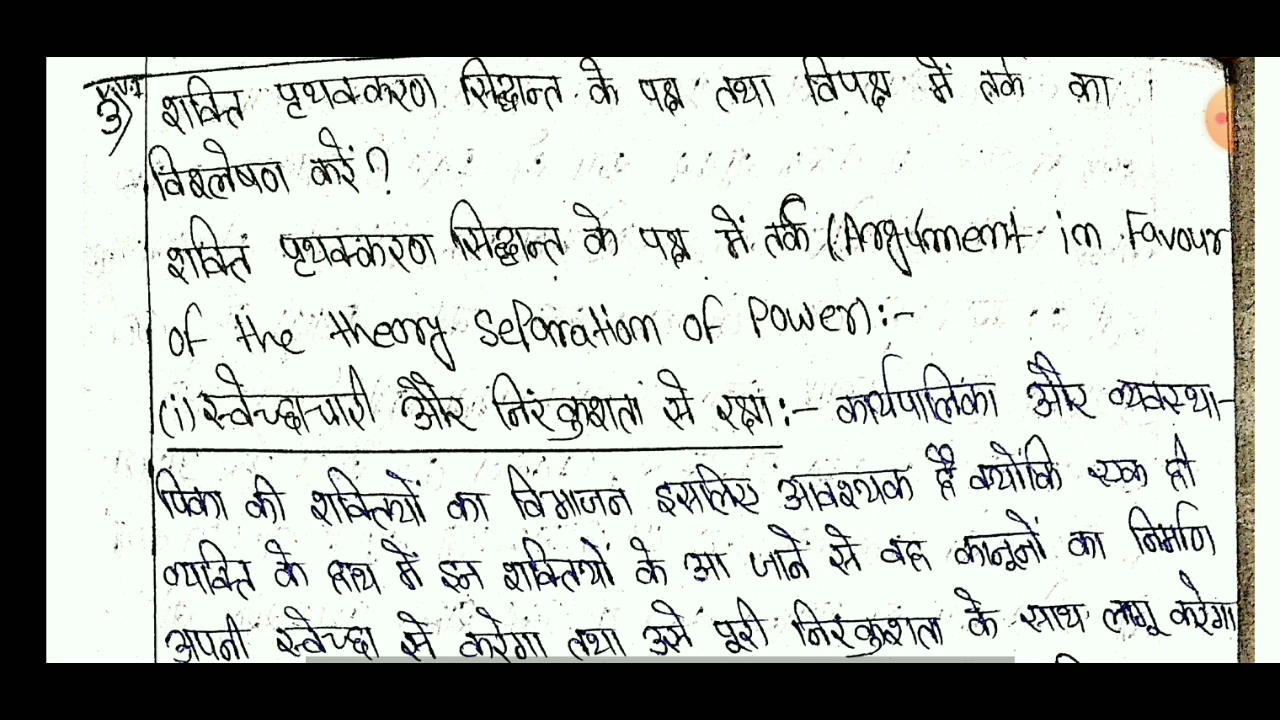 3) शक्ति पृथक्करण सिद्धान्त के पक्ष तथा विपक्ष में तर्क का
विश्लेषण करें?
शक्ति पृथक्करण सिद्धान्त के पक्ष में तर्क (Argument in Favour
of the theory Separation of Power):-
(i) स्वेच्छाचारी और निरंकुशता से रक्षा:- कार्यपालिका और व्यवस्था-
पिका की शक्तियों का विभाजन इसलिए आवश्यक है क्योंकि एक ही
व्यक्ति के हाथ में इन शक्तियों के आ जाने से वह कानूनों का निर्माण
अपनी स्वेच्छा से करेगा तथा उसे पूरी निरंकुशता के साथ लागू करेगा